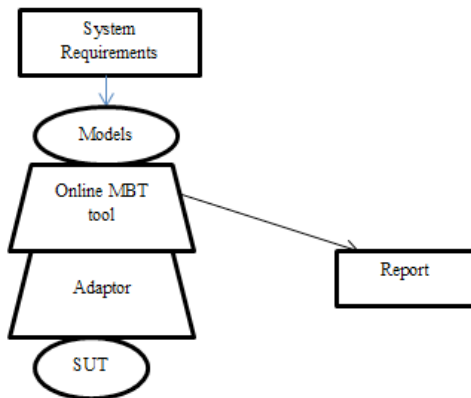 System
Requirements
Models
Online MBT
tool
Report
Adaptor
SUT